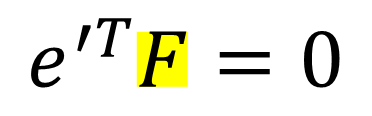 e′ᵀF = 0